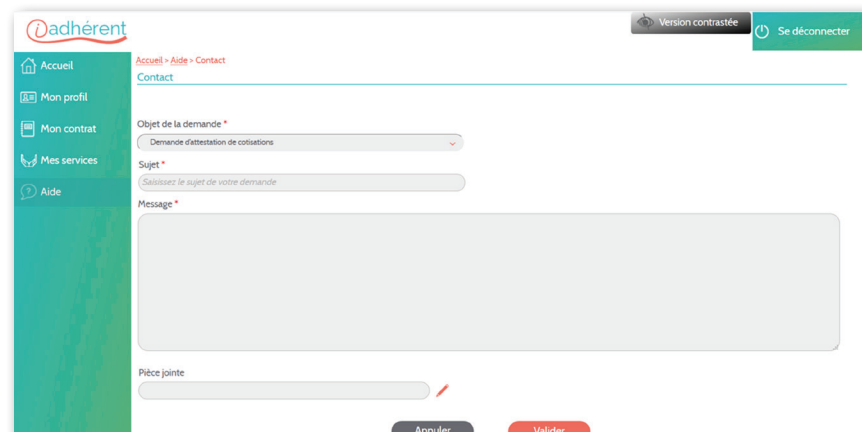 iadhérent
Version contrastée
Se déconnecter
Accueil
Mon profil
Mon contrat
Mes services
? Aide
Accueil > Aide > Contact
Contact
Objet de la demande *
Demande d'attestation de cotisations
Sujet *
Saisissez le sujet de votre demande
Message *
Pièce jointe
Annuler
Valider